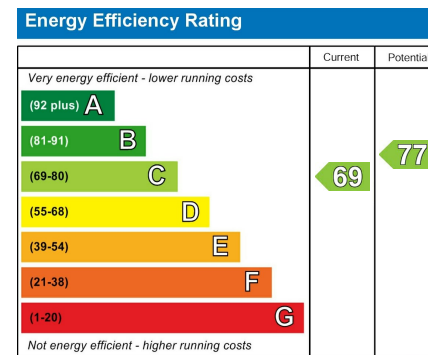 Energy Efficiency Rating
Current Potentia
Very energy efficient - lower running costs
(92 plus) A
(81-91) B
(69-80) C
(55-68) D
(39-54) E
(21-38) F
(1-20) G
69
77
Not energy efficient - higher running costs